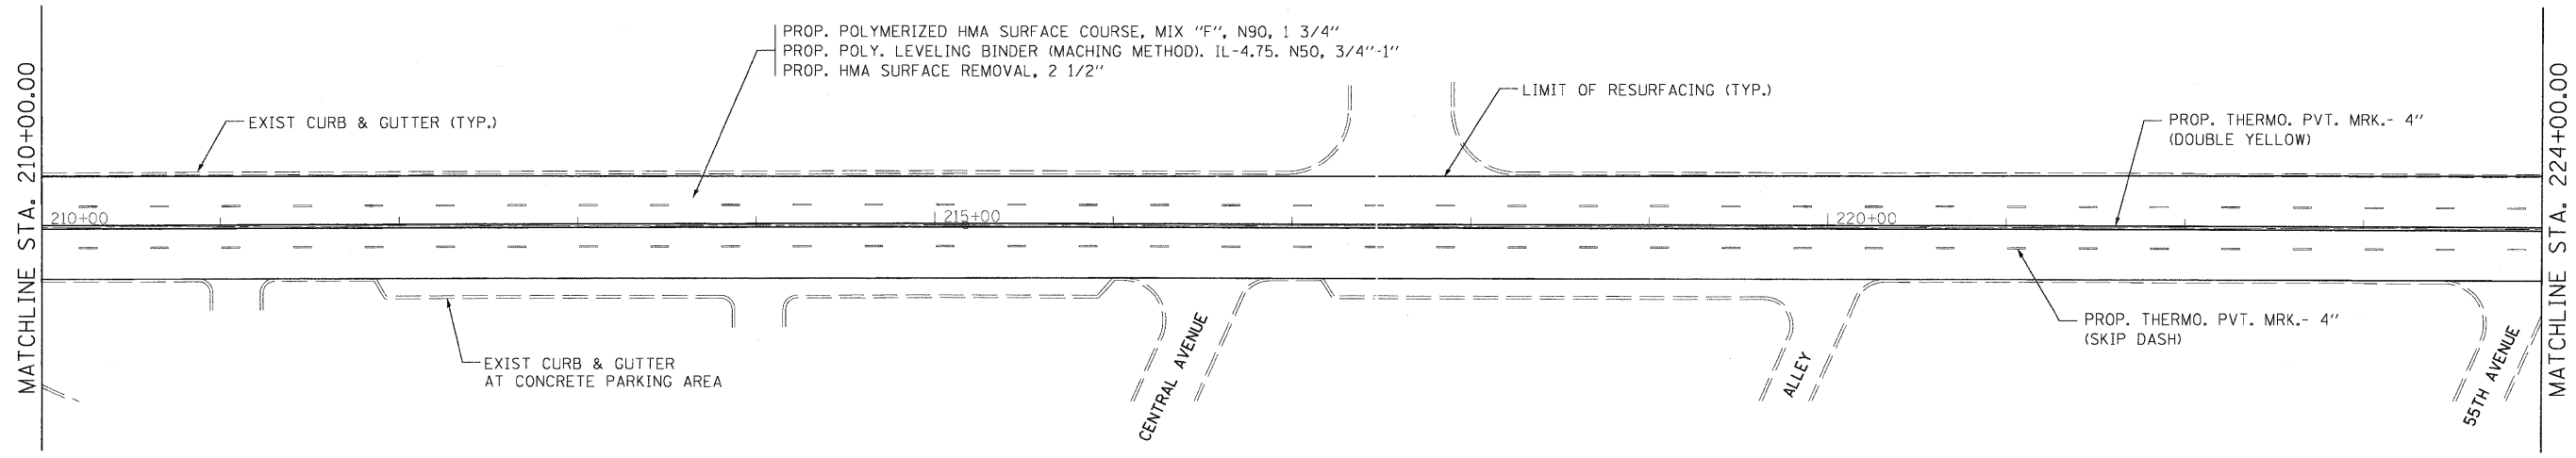 MATCHLINE STA. 210+00.00
PROP. POLYMERIZED HMA SURFACE COURSE, MIX "F", N90, 1 3/4"
PROP. POLY. LEVELING BINDER (MACHING METHOD). IL-4.75. N50, 3/4"-1"
PROP. HMA SURFACE REMOVAL, 2 1/2"
EXIST CURB & GUTTER (TYP.)
LIMIT OF RESURFACING (TYP.)
PROP. THERMO. PVT. MRK.- 4"
(DOUBLE YELLOW)
210+00
215+00
220+00
EXIST CURB & GUTTER
AT CONCRETE PARKING AREA
CENTRAL AVENUE
ALLEY
PROP. THERMO. PVT. MRK.- 4"
(SKIP DASH)
55TH AVENUE
MATCHLINE STA. 224+00.00